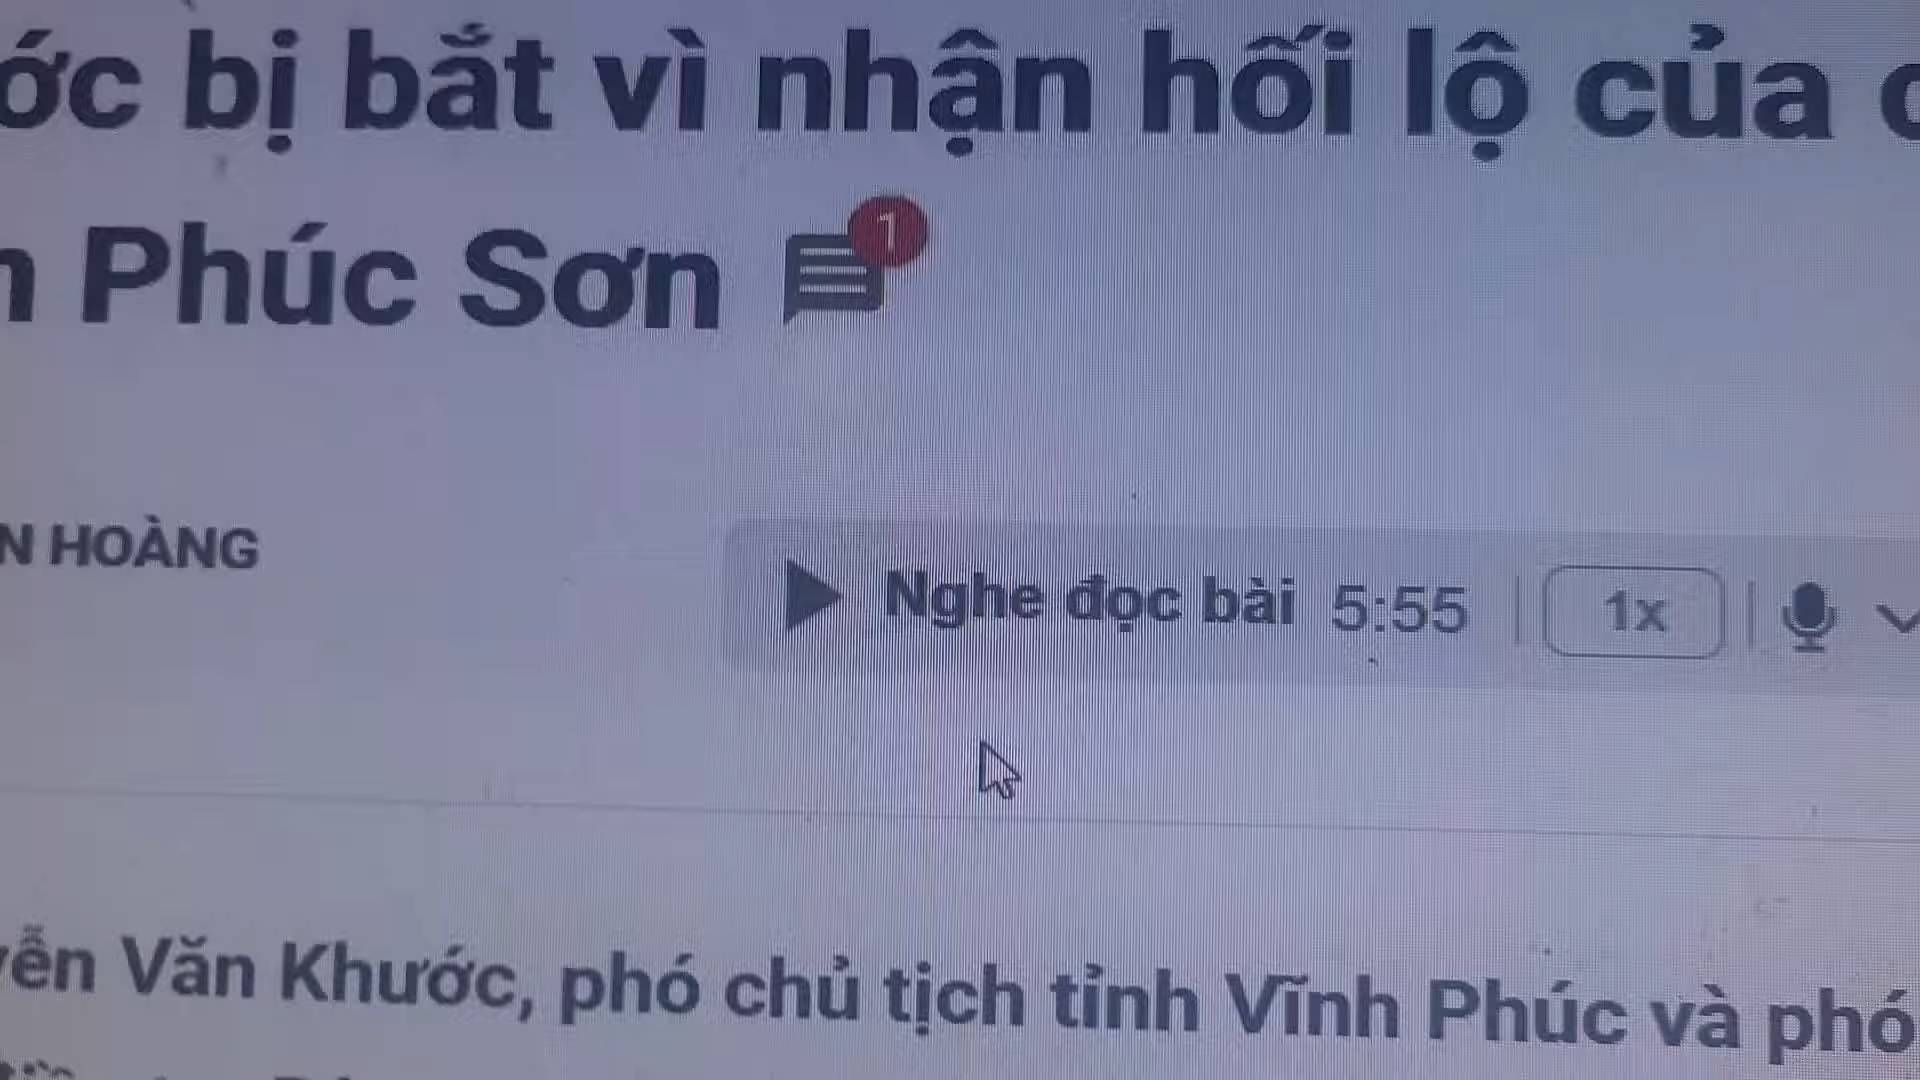 ớc bị bắt vì nhận hối lộ của c
n Phúc Sơn 1
N HOÀNG
Nghe đọc bài 5:55 1x
yễn Văn Khước, phó chủ tịch tỉnh Vĩnh Phúc và phó